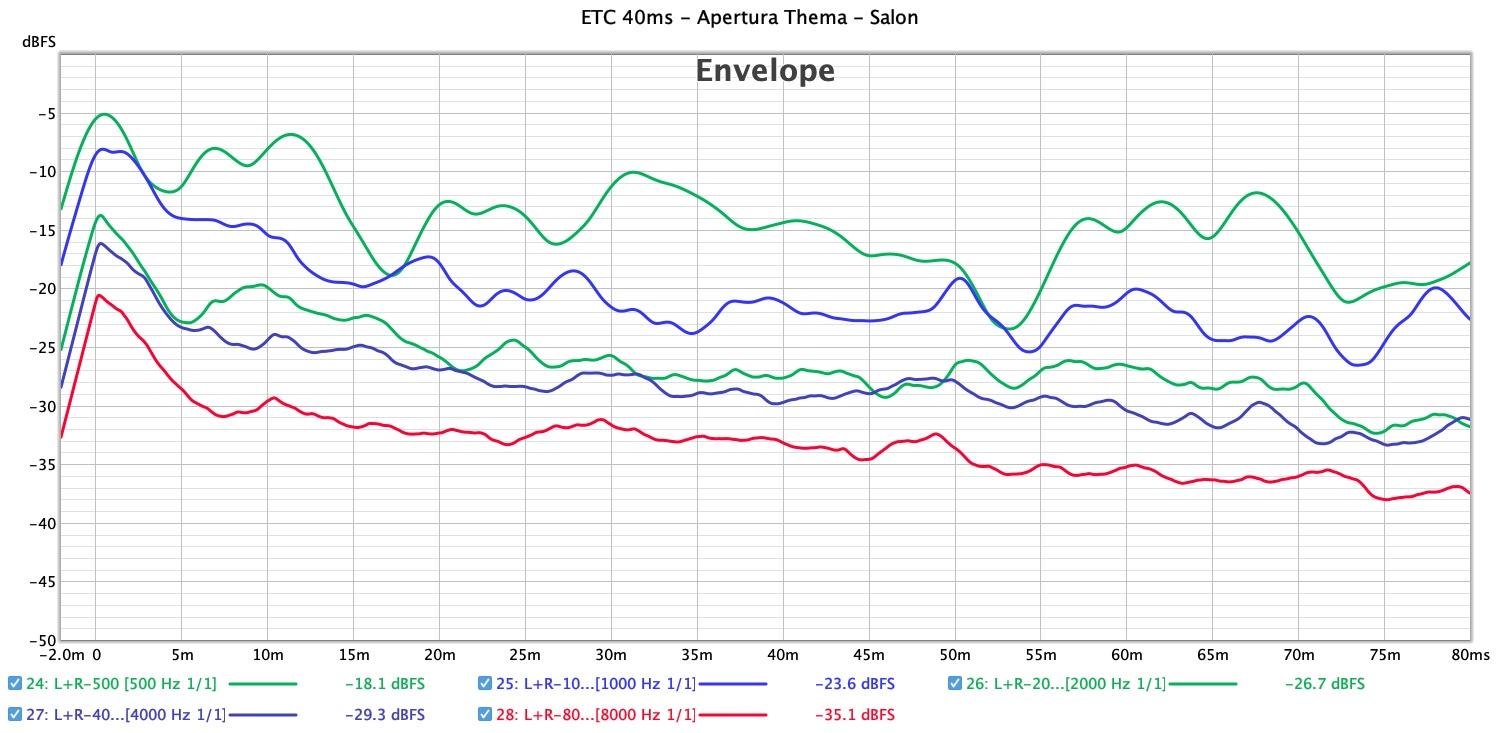 ETC 40ms – Apertura Thema – Salon
dBFS
Envelope
-5
-10
-15
-20
-25
-30
-35
-40
-45
-50
-2.0m 0 5m 10m 15m 20m 25m 30m 35m 40m 45m 50m 55m 60m 65m 70m 75m 80ms
24: L+R-500 [500 Hz 1/1] -18.1 dBFS 25: L+R-10...[1000 Hz 1/1] -23.6 dBFS 26: L+R-20...[2000 Hz 1/1] -26.7 dBFS
27: L+R-40...[4000 Hz 1/1] -29.3 dBFS 28: L+R-80...[8000 Hz 1/1] -35.1 dBFS